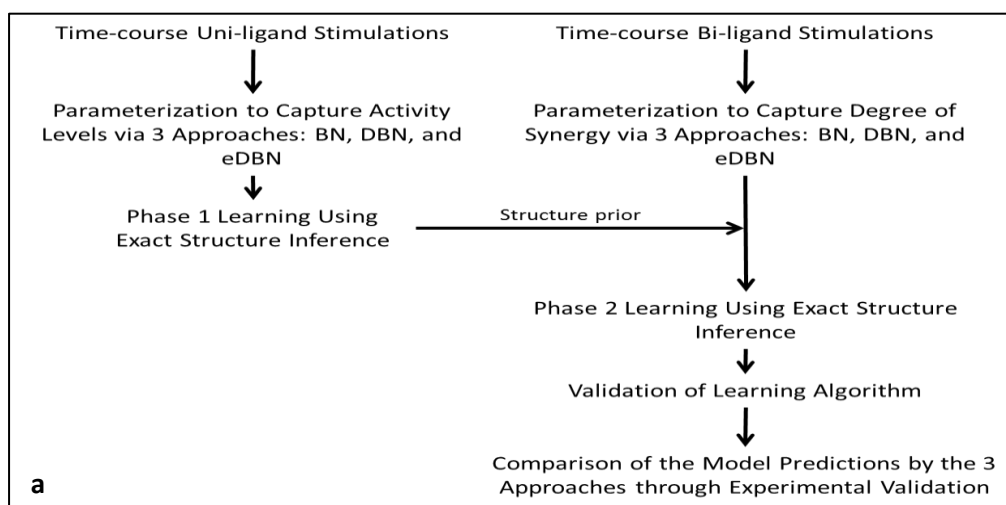 Time-course Uni-ligand Stimulations
Parameterization to Capture Activity
Levels via 3 Approaches: BN, DBN, and
eDBN
Phase 1 Learning Using
Exact Structure Inference
Structure prior
Time-course Bi-ligand Stimulations
Parameterization to Capture Degree of
Synergy via 3 Approaches: BN, DBN, and
eDBN
Phase 2 Learning Using Exact Structure
Inference
Validation of Learning Algorithm
Comparison of the Model Predictions by the 3
Approaches through Experimental Validation
a